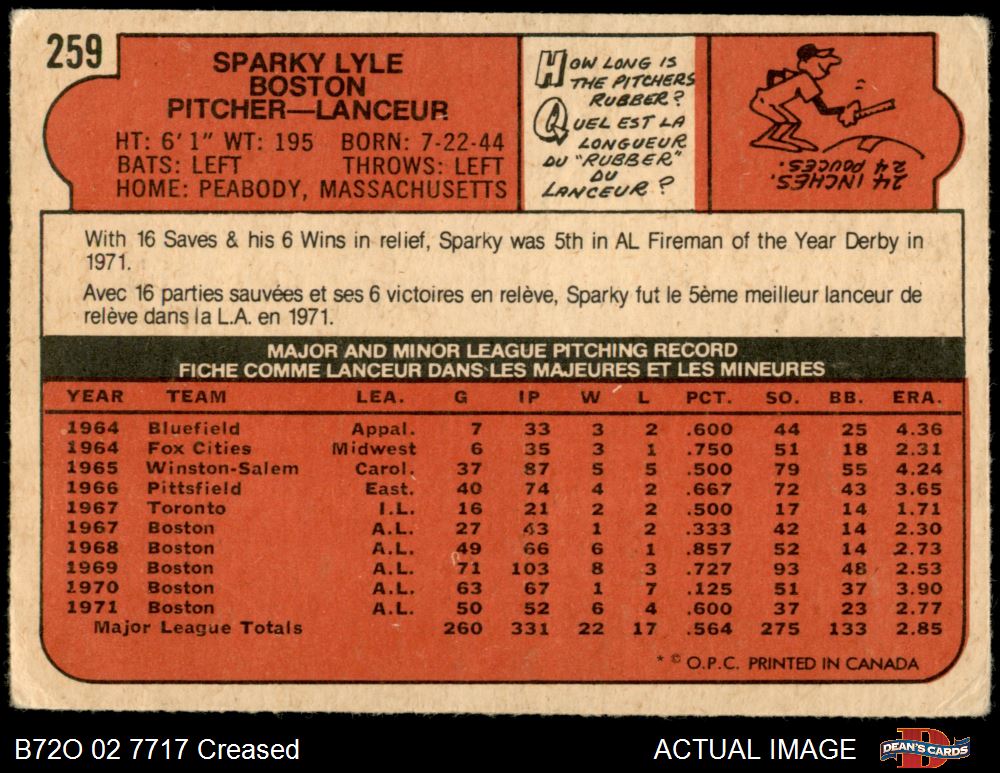 259
SPARKY LYLE
BOSTON
PITCHER—LANCEUR
HT: 6' 1" WT: 195 BORN: 7-22-44
BATS: LEFT THROWS: LEFT
HOME: PEABODY, MASSACHUSETTS
HOW LONG IS
THE PITCHERS
RUBBER?
QUEL EST LA
LONGUEUR
DU "RUBBER"
DU
LANCEUR?
24 INCHES.
24 POUCES.
With 16 Saves & his 6 Wins in relief, Sparky was 5th in AL Fireman of the Year Derby in
1971.
Avec 16 parties sauvées et ses 6 victoires en relève, Sparky fut le 5ème meilleur lanceur de
relève dans la L.A. en 1971.
MAJOR AND MINOR LEAGUE PITCHING RECORD
FICHE COMME LANCEUR DANS LES MAJEURES ET LES MINEURES
YEAR TEAM LEA. G IP W L PCT. SO. BB. ERA.
1964 Bluefield Appal. 7 33 3 2 .600 44 25 4.36
1964 Fox Cities Midwest 6 35 3 1 .750 51 18 2.31
1965 Winston-Salem Carol. 37 87 5 5 .500 79 55 4.24
1966 Pittsfield East. 40 74 4 2 .667 72 43 3.65
1967 Toronto I.L. 16 21 2 2 .500 17 14 1.71
1967 Boston A.L. 27 43 1 2 .333 42 14 2.30
1968 Boston A.L. 49 66 6 1 .857 52 14 2.73
1969 Boston A.L. 71 103 8 3 .727 93 48 2.53
1970 Boston A.L. 63 67 1 7 .125 51 37 3.90
1971 Boston A.L. 50 52 6 4 .600 37 23 2.77
Major League Totals 260 331 22 17 .564 275 133 2.85
* © O.P.C. PRINTED IN CANADA
B72O 02 7717 Creased ACTUAL IMAGE
DEAN'S CARDS